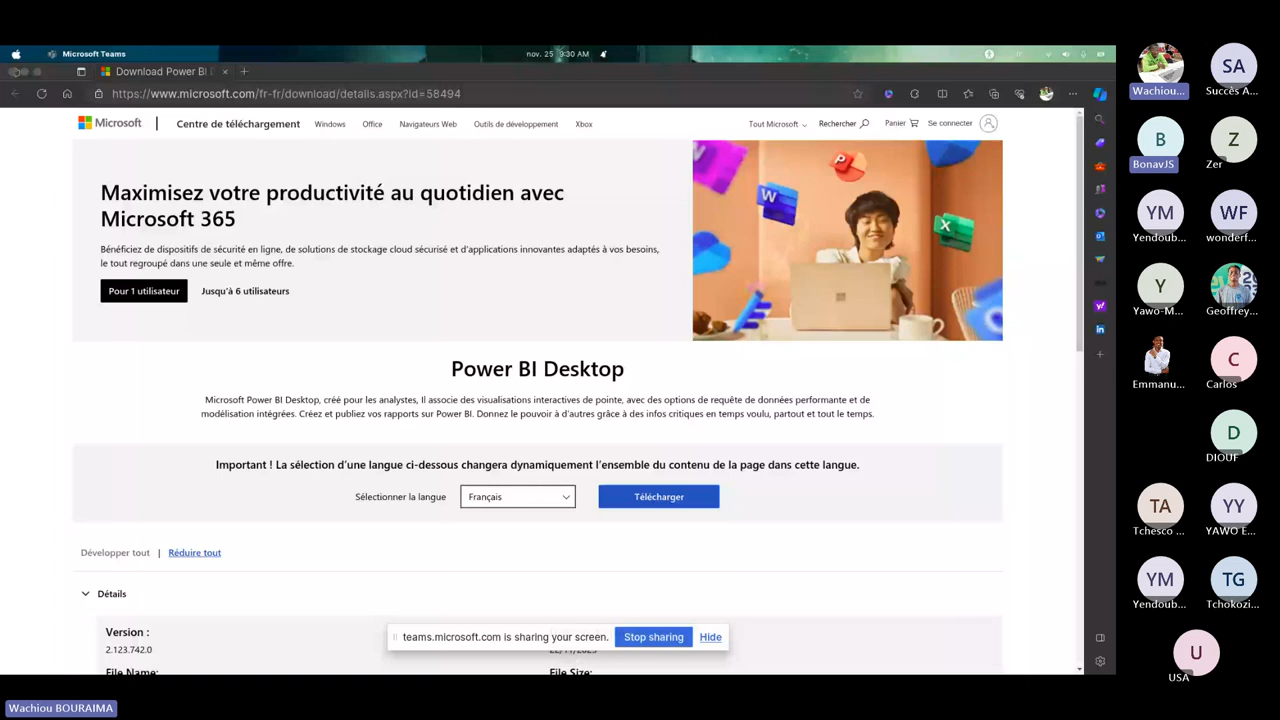 Microsoft Teams
nov. 25 9:30 AM
Download Power BI D
https://www.microsoft.com/fr-fr/download/details.aspx?id=58494
Microsoft
Centre de téléchargement
Windows
Office
Navigateurs Web
Outils de développement
Xbox
Tout Microsoft
Rechercher
Panier
Se connecter
Maximisez votre productivité au quotidien avec
Microsoft 365
Bénéficiez de dispositifs de sécurité en ligne, de solutions de stockage cloud sécurisé et d'applications innovantes adaptés à vos besoins,
le tout regroupé dans une seule et même offre.
Pour 1 utilisateur
Jusqu'à 6 utilisateurs
W
P
X
Power BI Desktop
Microsoft Power BI Desktop, créé pour les analystes, Il associe des visualisations interactives de pointe, avec des options de requête de données performante et de
modélisation intégrées. Créez et publiez vos rapports sur Power BI. Donnez le pouvoir à d'autres grâce à des infos critiques en temps voulu, partout et tout le temps.
Important ! La sélection d'une langue ci-dessous changera dynamiquement l'ensemble du contenu de la page dans cette langue.
Sélectionner la langue
Français
Télécharger
Développer tout | Réduire tout
Détails
Version :
2.123.742.0
File Name:
File Size:
teams.microsoft.com is sharing your screen.
Stop sharing
Hide
Wachiou...
SA
Succès A...
B
BonavJS
Z
Zer
YM
Yendoub...
WF
wonderf...
Y
Yawo-M...
Geoffrey...
Emmanu...
C
Carlos
D
DIOUF
TA
Tchesco ...
YY
YAWO E...
YM
Yendoub...
TG
Tchokozi...
U
USA
Wachiou BOURAIMA